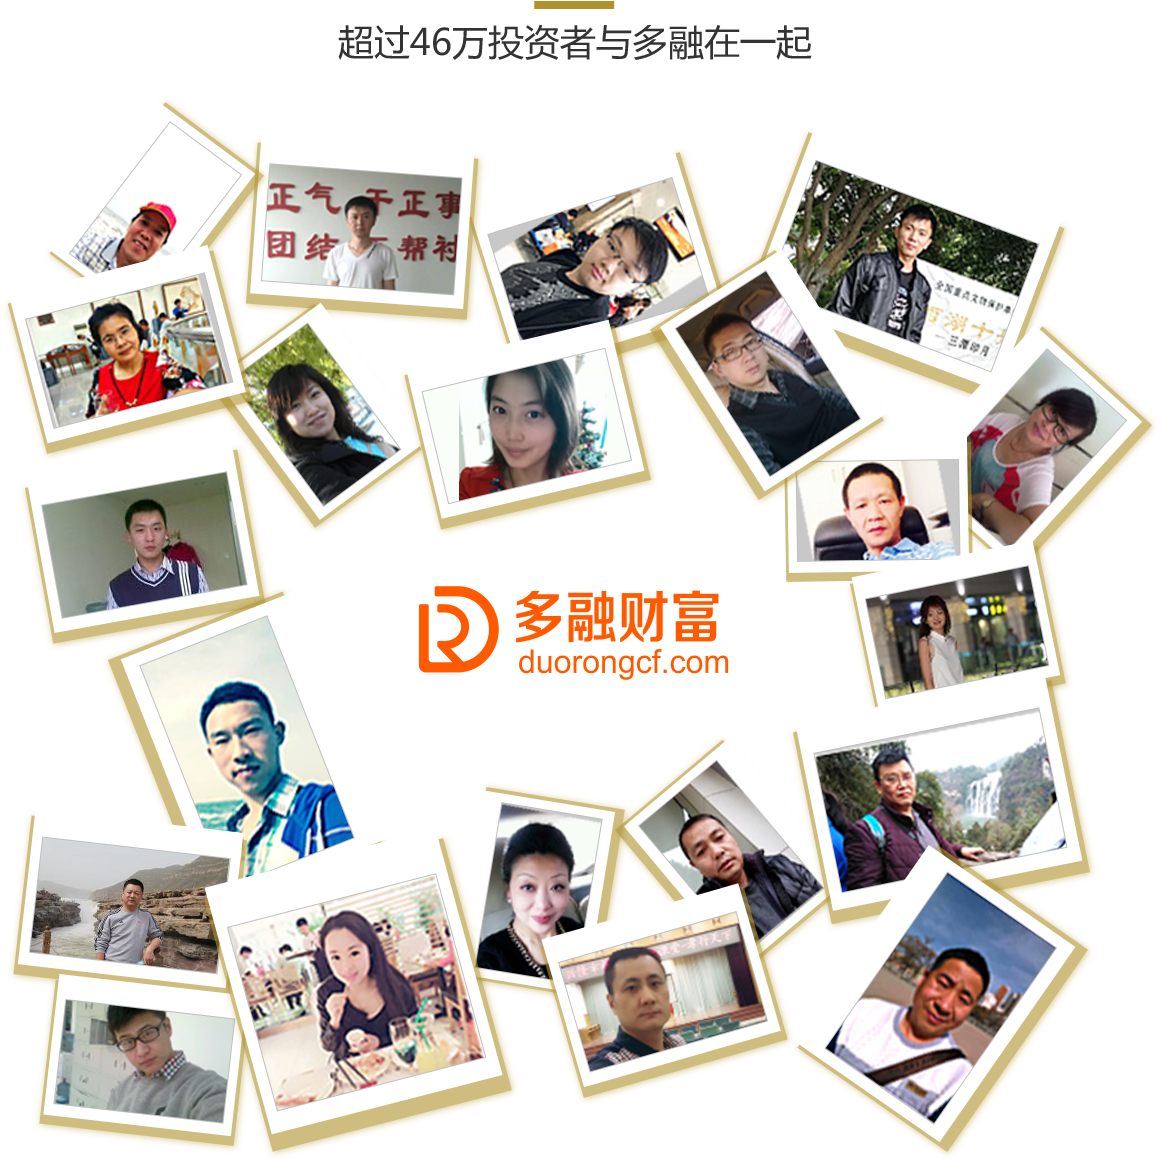 超过46万投资者与多融在一起
正气 干正事
团结 帮衬
全国重点文物保护单
三潭印月
多融财富
duorongcf.com